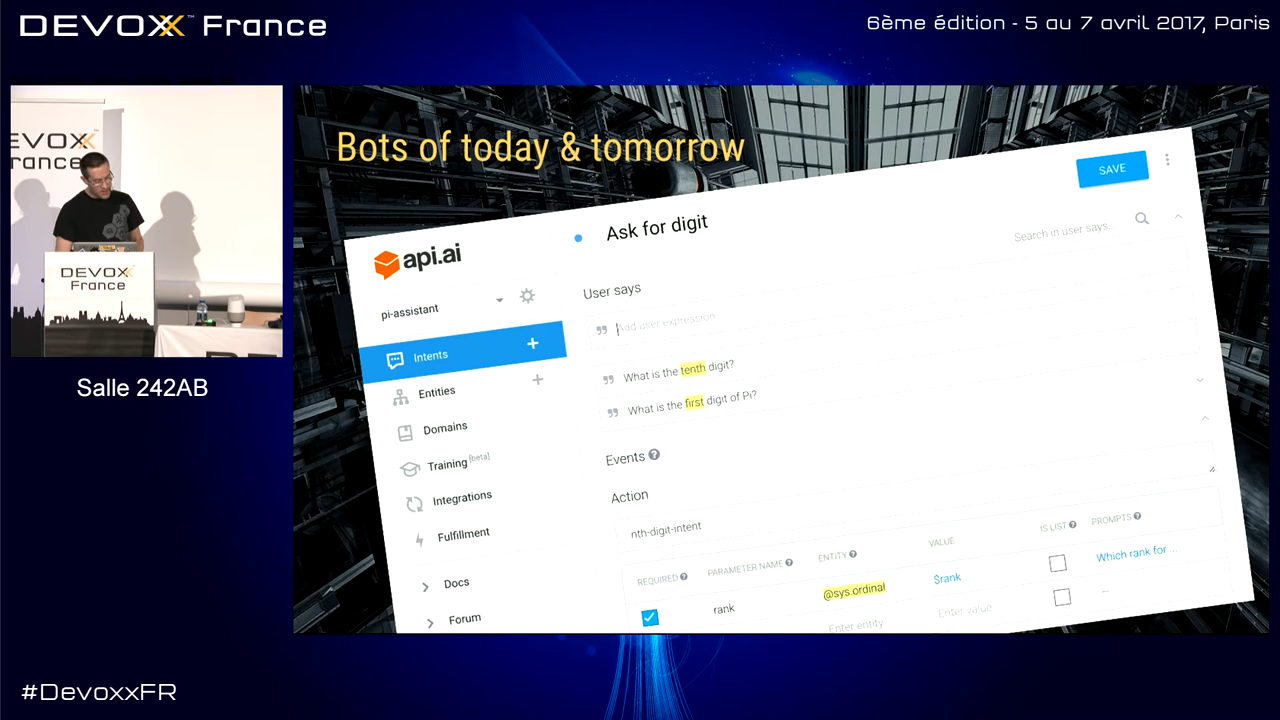 DEVOXX™ France
6ème édition - 5 au 7 avril 2017, Paris
DEVOXX
France
DEVOXX
France
Salle 242AB
#DevoxxFR
Bots of today & tomorrow
SAVE
Ask for digit
Search in user says.
api.ai
pi-assistant
Intents
Entities
Domains
Training [beta]
Integrations
Fulfillment
Docs
Forum
User says
Add user expression
What is the tenth digit?
What is the first digit of Pi?
Events
Action
nth-digit-intent
REQUIRED PARAMETER NAME ENTITY VALUE IS LIST PROMPTS
rank @sys.ordinal $rank Which rank for ...
Enter entity Enter value ...